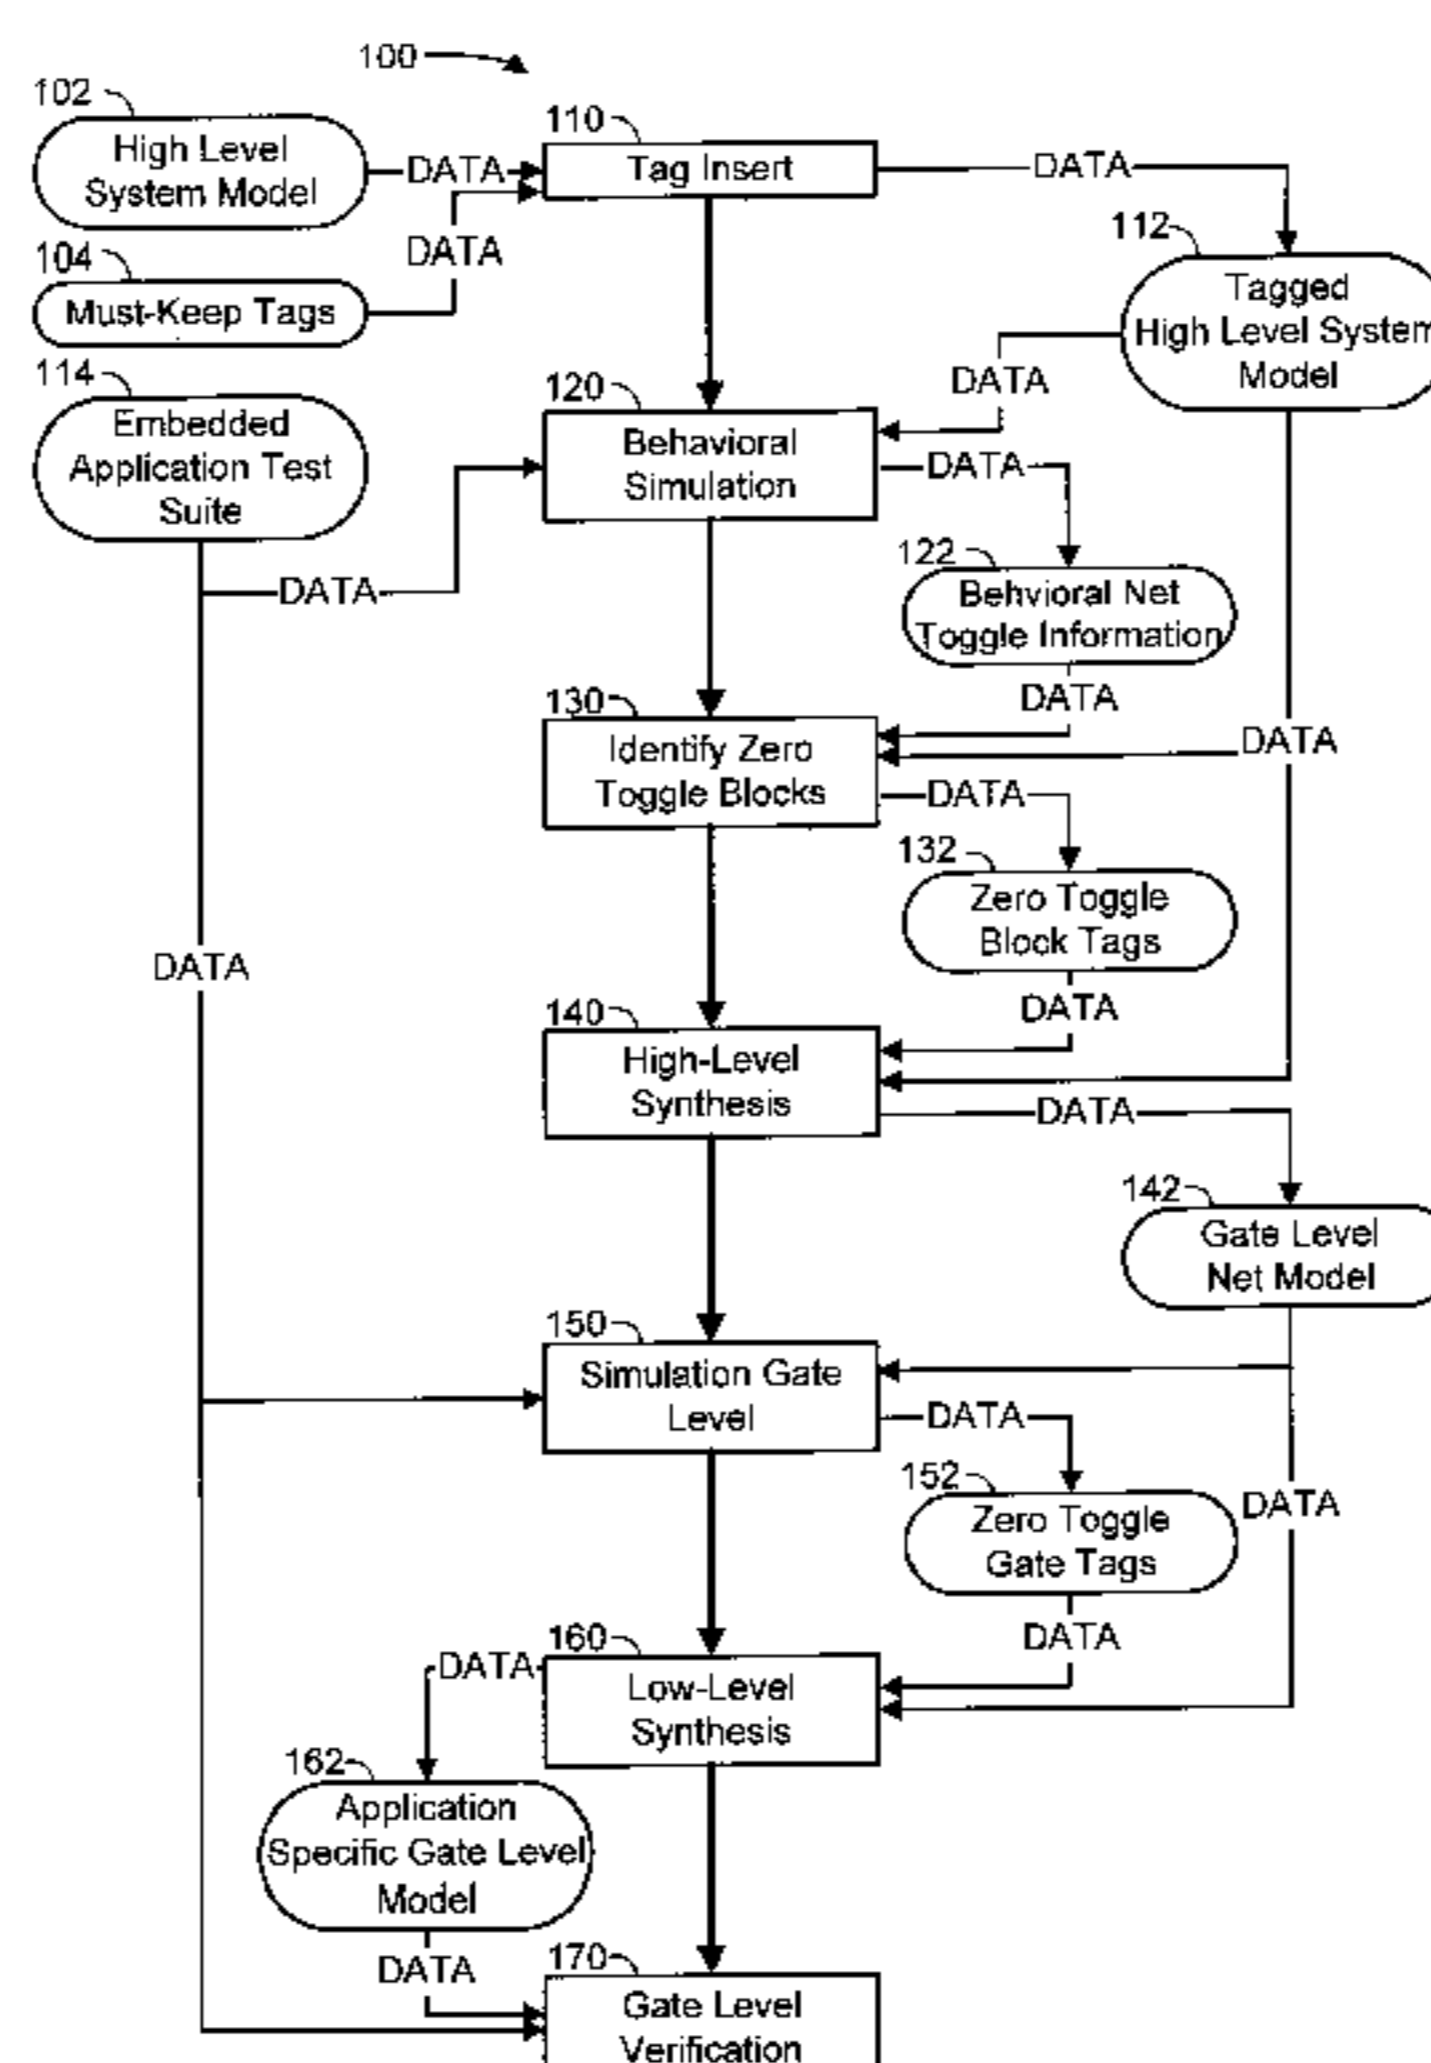 100
102
High Level
System Model
DATA
110
Tag Insert
DATA
104
Must-Keep Tags
DATA
112
Tagged
High Level System
Model
114
Embedded
Application Test
Suite
DATA
120
Behavioral
Simulation
DATA
DATA
122
Behvioral Net
Toggle Information
DATA
130
Identify Zero
Toggle Blocks
DATA
DATA
132
Zero Toggle
Block Tags
DATA
DATA
140
High-Level
Synthesis
DATA
142
Gate Level
Net Model
150
Simulation Gate
Level
DATA
152
Zero Toggle
Gate Tags
DATA
DATA
160
Low-Level
Synthesis
DATA
162
Application
Specific Gate Level
Model
DATA
170
Gate Level
Verification